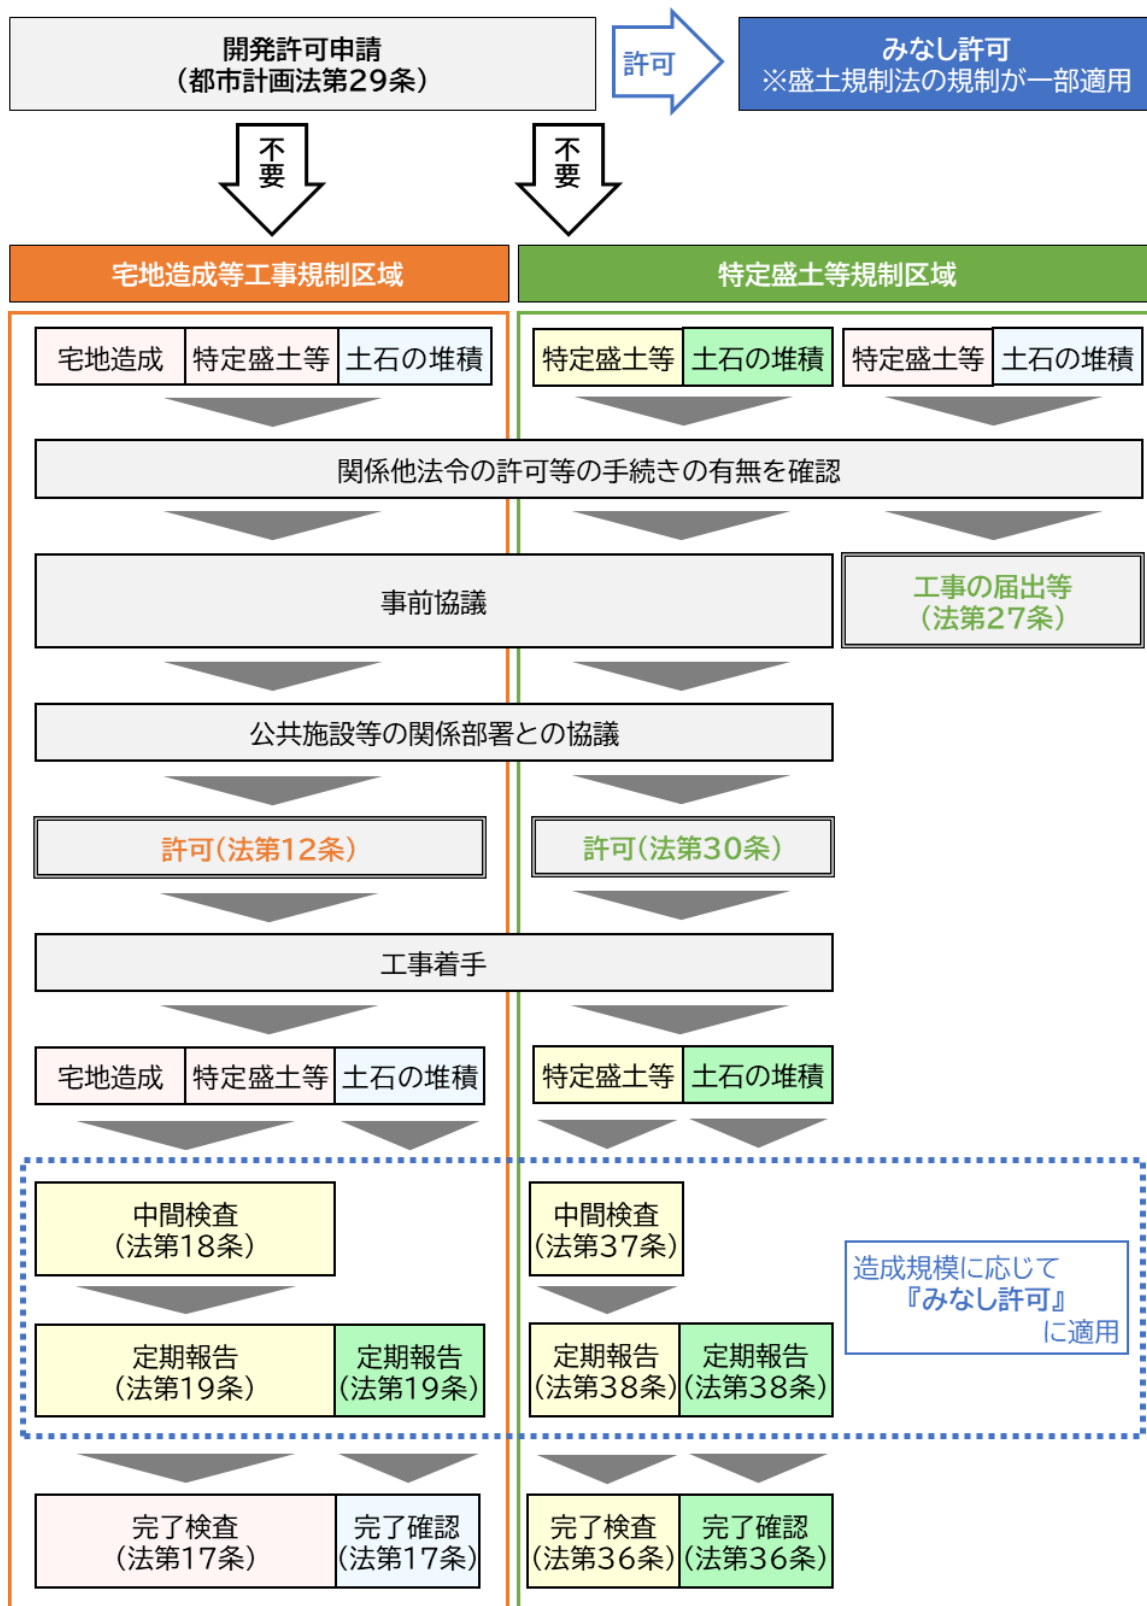 開発許可申請
（都市計画法第29条）
許可
みなし許可
※盛土規制法の規制が一部適用
不要
不要
宅地造成等工事規制区域
特定盛土等規制区域
宅地造成
特定盛土等
土石の堆積
特定盛土等
土石の堆積
特定盛土等
土石の堆積
関係他法令の許可等の手続きの有無を確認
事前協議
工事の届出等
（法第27条）
公共施設等の関係部署との協議
許可(法第12条)
許可(法第30条)
工事着手
宅地造成
特定盛土等
土石の堆積
特定盛土等
土石の堆積
中間検査
(法第18条)
中間検査
(法第37条)
造成規模に応じて
『みなし許可』
に適用
定期報告
(法第19条)
定期報告
(法第19条)
定期報告
(法第38条)
定期報告
(法第38条)
完了検査
(法第17条)
完了確認
(法第17条)
完了検査
(法第36条)
完了確認
(法第36条)